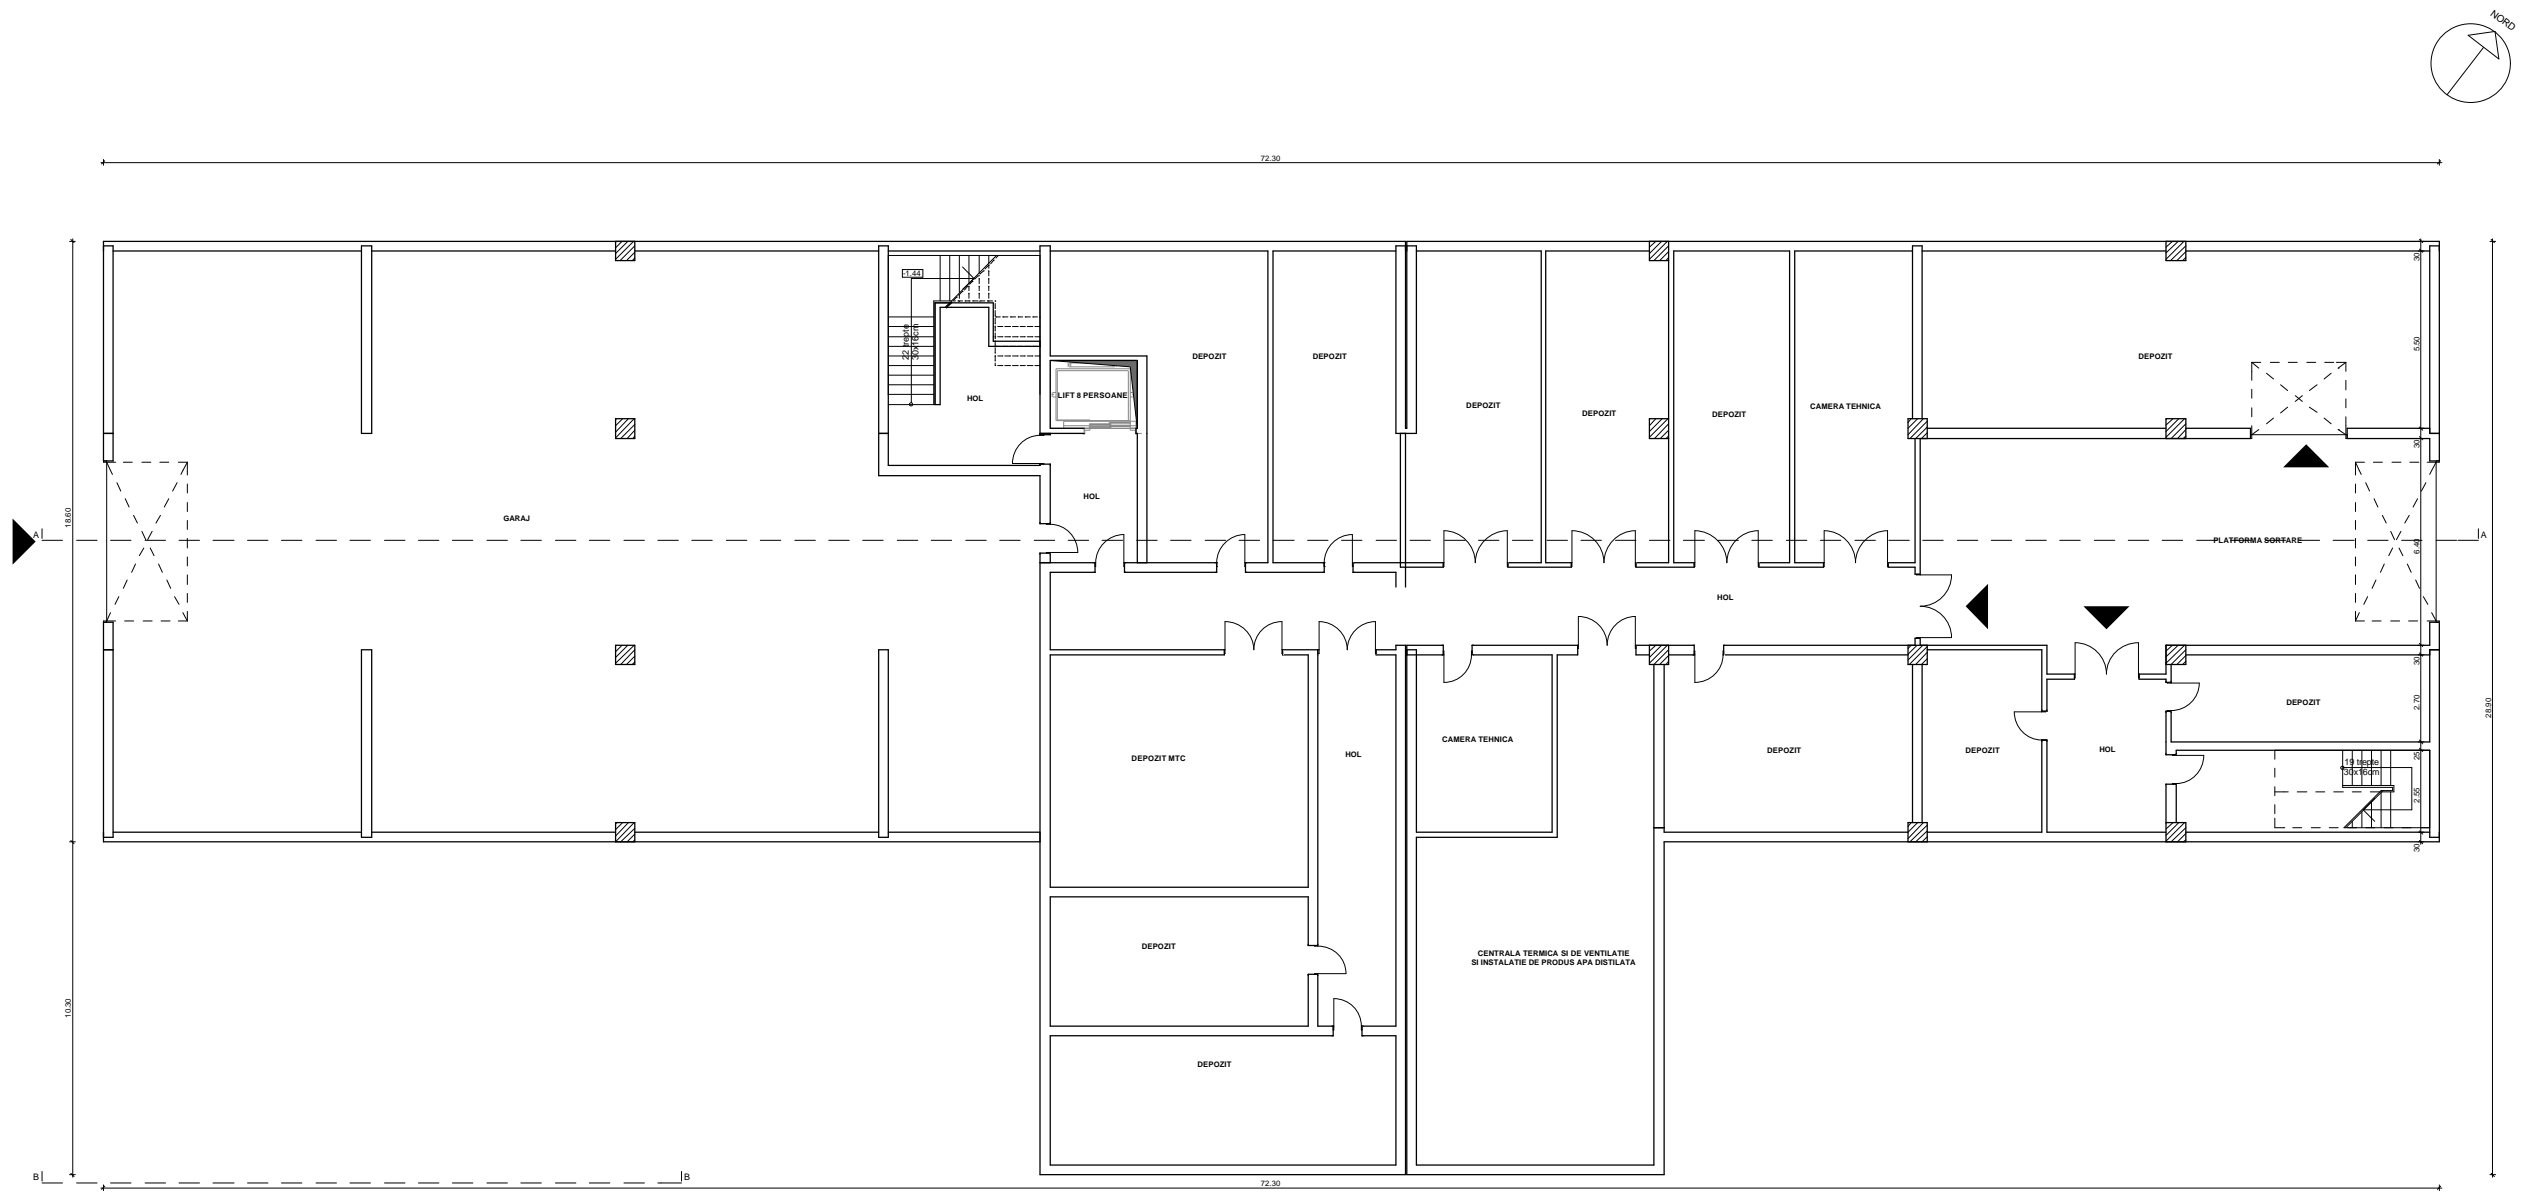 NORD
72.30
-1.44
30
22 trepte
30x16cm
5.50
DEPOZIT
DEPOZIT
DEPOZIT
HOL
LIFT 8 PERSOANE
DEPOZIT
DEPOZIT
DEPOZIT
CAMERA TEHNICA
30
HOL
18.60
GARAJ
A
A
PLATFORMA SORTARE
6.40
HOL
30
DEPOZIT
2.70
28.90
CAMERA TEHNICA
DEPOZIT
DEPOZIT
HOL
25
DEPOZIT MTC
HOL
19 trepte
30x16cm
2.55
30
DEPOZIT
CENTRALA TERMICA SI DE VENTILATIE
SI INSTALATIE DE PRODUS APA DISTILATA
10.30
DEPOZIT
B
B
72.30